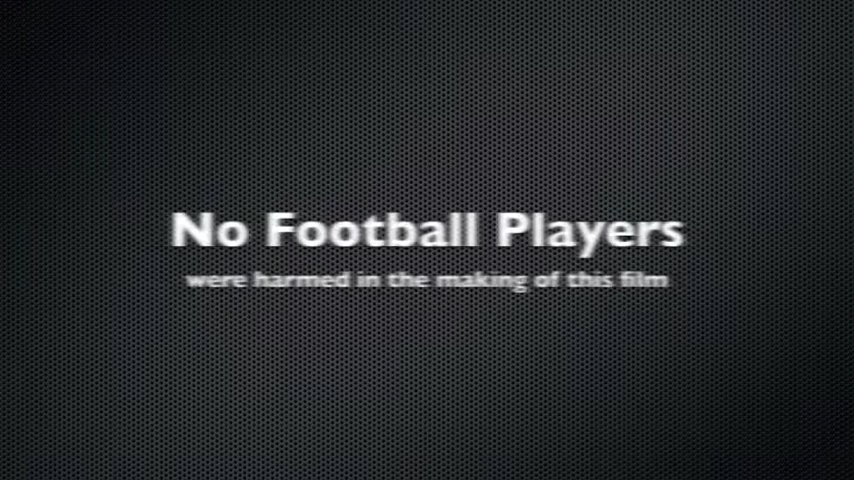 No Football Players
were harmed in the making of this film